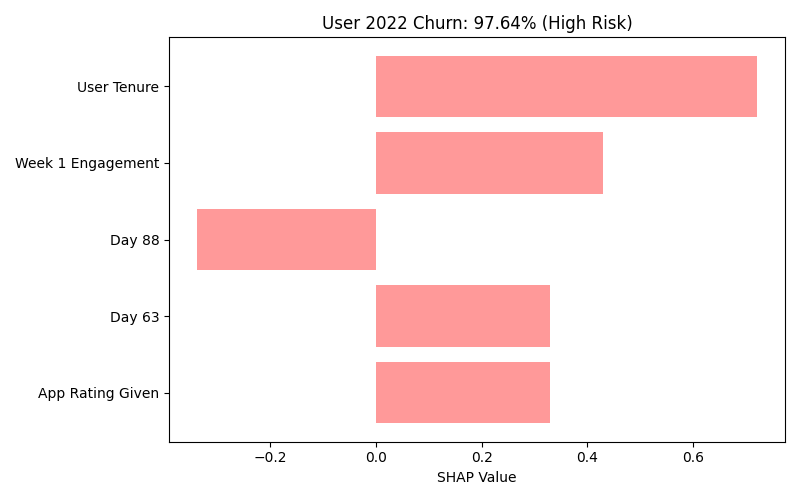 User 2022 Churn: 97.64% (High Risk)
User Tenure
Week 1 Engagement
Day 88
Day 63
App Rating Given
−0.2 0.0 0.2 0.4 0.6
SHAP Value